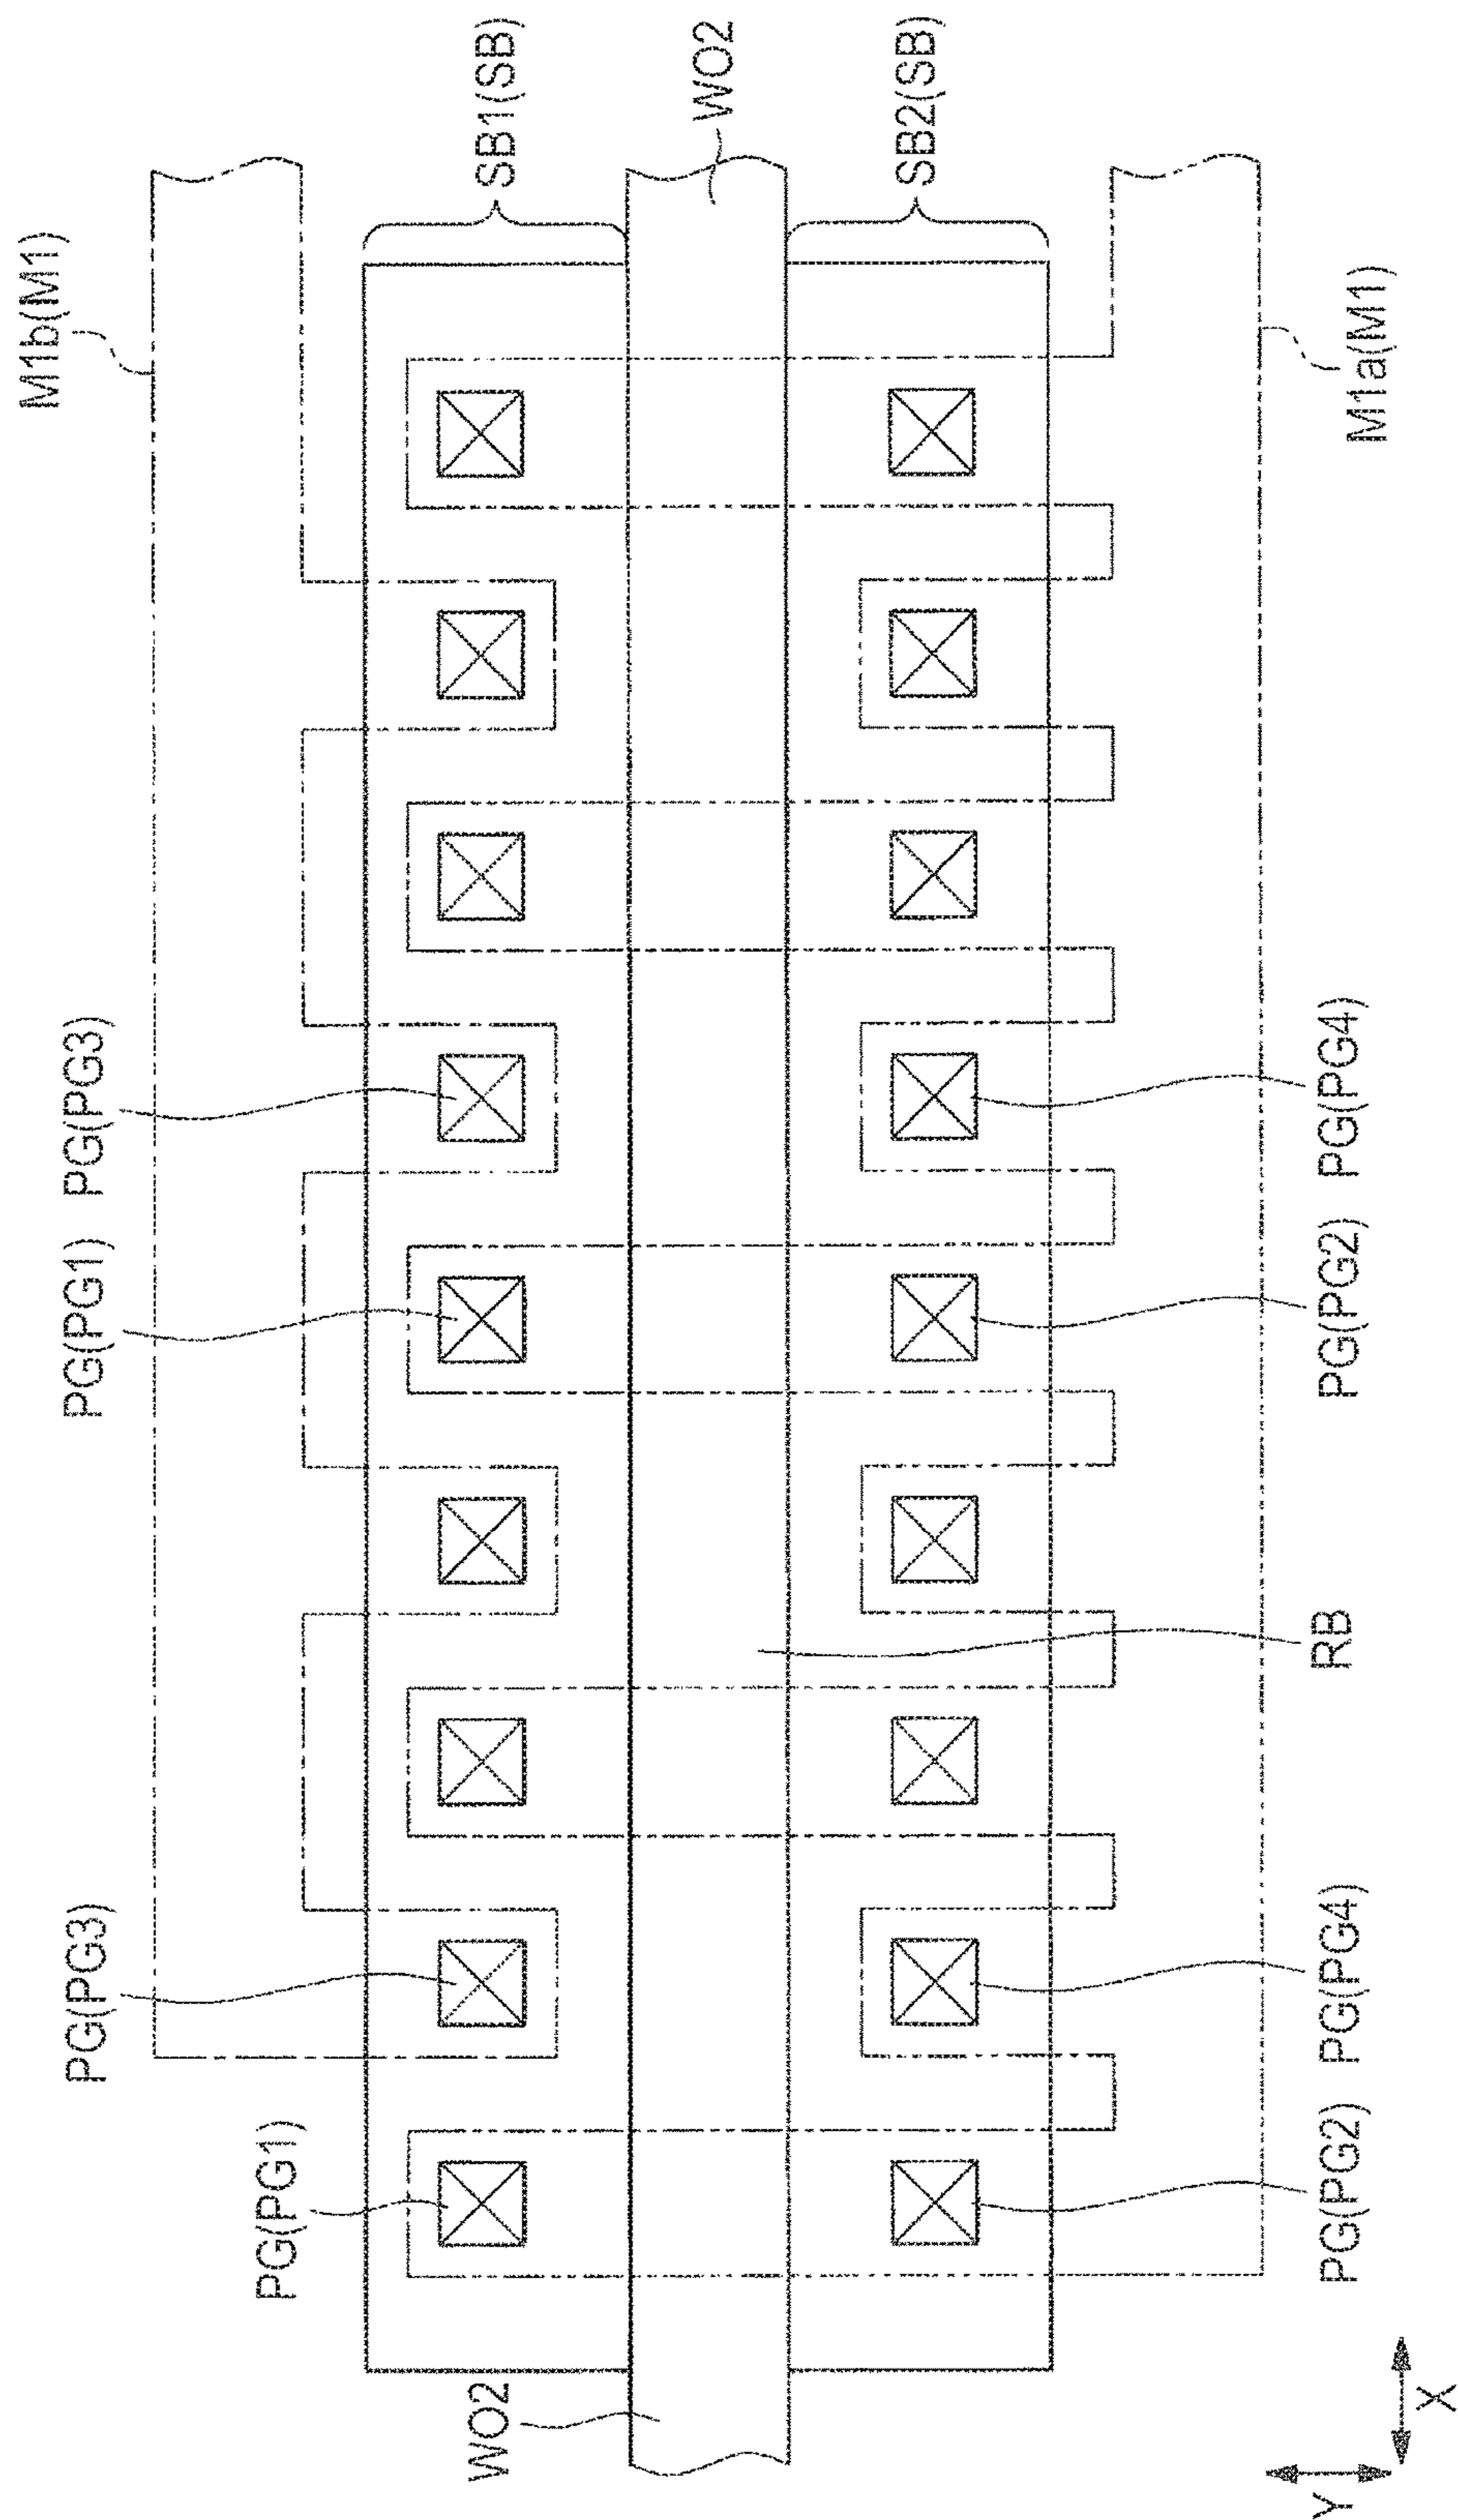 M1b(M1)
PG(PG3)
PG(PG1)
PG(PG3)
PG(PG1)
WO2
SB1(SB)
WO2
SB2(SB)
M1a(M1)
PG(PG4)
PG(PG2)
RB
PG(PG4)
PG(PG2)
Y
X